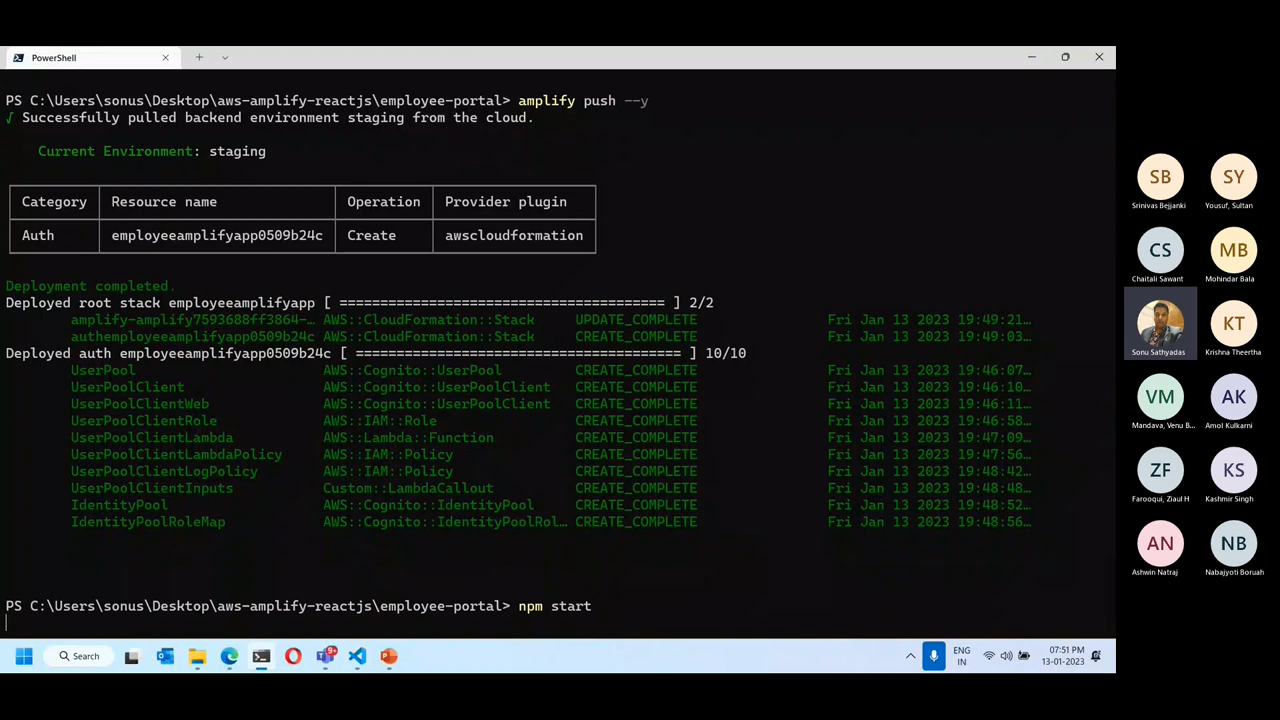 PowerShell
PS C:\Users\sonus\Desktop\aws-amplify-reactjs\employee-portal> amplify push --y
√ Successfully pulled backend environment staging from the cloud.
Current Environment: staging
Category Resource name Operation Provider plugin
Auth employeeamplifyapp0509b24c Create awscloudformation
Deployment completed.
Deployed root stack employeeamplifyapp [ ======================================== ] 2/2
amplify-amplify7593688ff3864-… AWS::CloudFormation::Stack UPDATE_COMPLETE Fri Jan 13 2023 19:49:21…
authemployeeamplifyapp0509b24c AWS::CloudFormation::Stack CREATE_COMPLETE Fri Jan 13 2023 19:49:03…
Deployed auth employeeamplifyapp0509b24c [ ======================================== ] 10/10
UserPool AWS::Cognito::UserPool CREATE_COMPLETE Fri Jan 13 2023 19:46:07…
UserPoolClient AWS::Cognito::UserPoolClient CREATE_COMPLETE Fri Jan 13 2023 19:46:10…
UserPoolClientWeb AWS::Cognito::UserPoolClient CREATE_COMPLETE Fri Jan 13 2023 19:46:11…
UserPoolClientRole AWS::IAM::Role CREATE_COMPLETE Fri Jan 13 2023 19:46:58…
UserPoolClientLambda AWS::Lambda::Function CREATE_COMPLETE Fri Jan 13 2023 19:47:09…
UserPoolClientLambdaPolicy AWS::IAM::Policy CREATE_COMPLETE Fri Jan 13 2023 19:47:56…
UserPoolClientLogPolicy AWS::IAM::Policy CREATE_COMPLETE Fri Jan 13 2023 19:48:42…
UserPoolClientInputs Custom::LambdaCallout CREATE_COMPLETE Fri Jan 13 2023 19:48:48…
IdentityPool AWS::Cognito::IdentityPool CREATE_COMPLETE Fri Jan 13 2023 19:48:52…
IdentityPoolRoleMap AWS::Cognito::IdentityPoolRol… CREATE_COMPLETE Fri Jan 13 2023 19:48:56…
PS C:\Users\sonus\Desktop\aws-amplify-reactjs\employee-portal> npm start
Search
9+
ENG
IN
07:51 PM
13-01-2023
SB SY
Srinivas Bejjanki Yousuf, Sultan
CS MB
Chaitali Sawant Mohindar Bala
KT
Sonu Sathyadas Krishna Theertha
VM AK
Mandava, Venu B... Amol Kulkarni
ZF KS
Farooqui, Ziaul H Kashmir Singh
AN NB
Ashwin Natraj Nabajyoti Boruah